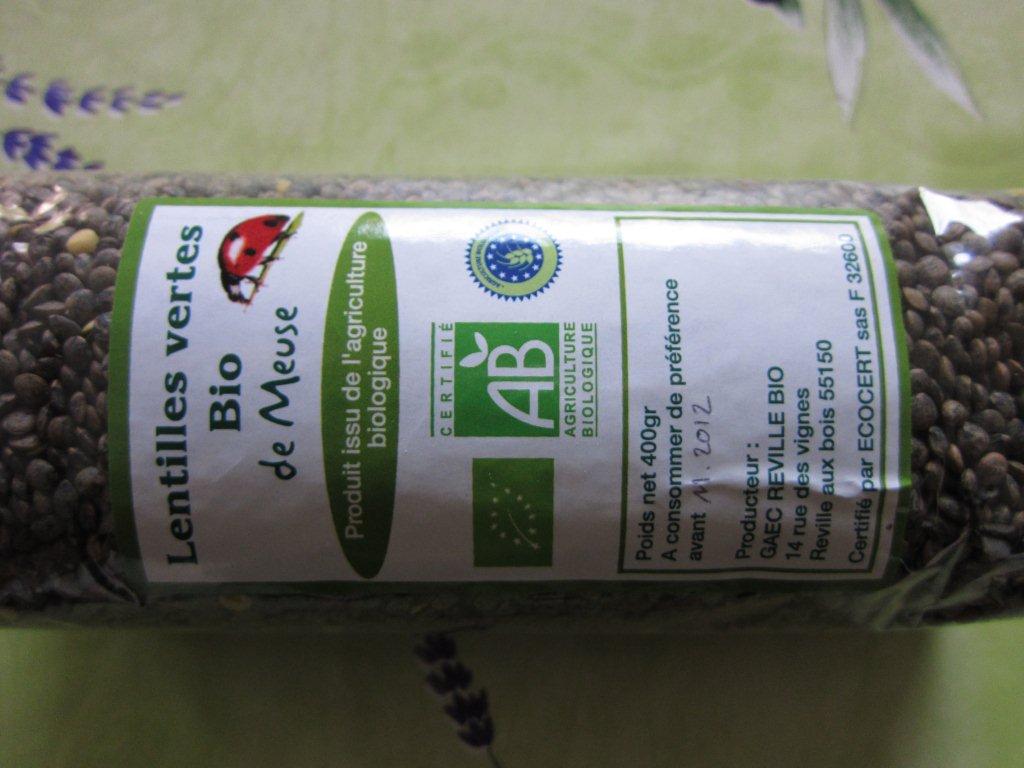 Lentilles vertes
Bio
de Meuse
Produit issu de l'agriculture
biologique
CERTIFIÉ
AB
AGRICULTURE
BIOLOGIQUE
Poids net 400gr
A consommer de préférence
avant 11.2012
Producteur :
GAEC REVILLE BIO
14 rue des vignes
Reville aux bois 55150
Certifié par ECOCERT sas F 32600